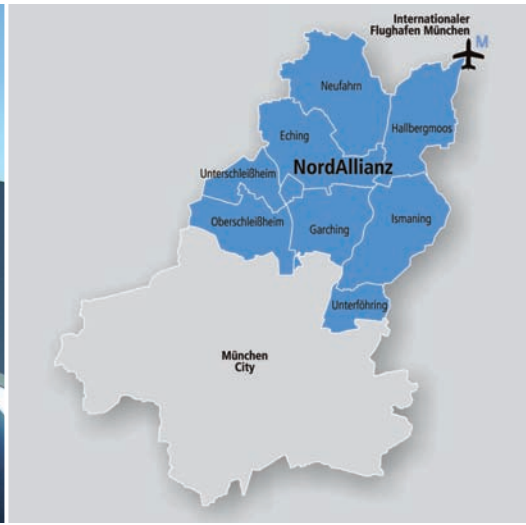 Internationaler
Flughafen München
M
Neufahrn
Hallbergmoos
Eching
NordAllianz
Unterschleißheim
Oberschleißheim
Garching
Ismaning
Unterföhring
München
City